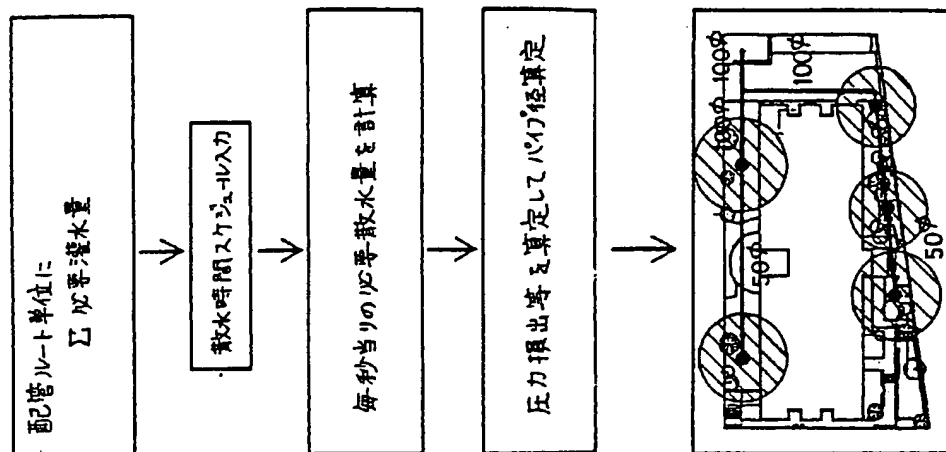 配管ルート単位に
Σ 必要潅水量
散水時間スケジュール入力
毎秒当りの必要散水量を計算
圧力損出等を算定してパイプ径算定
100φ
100φ
100φ
50φ
50φ